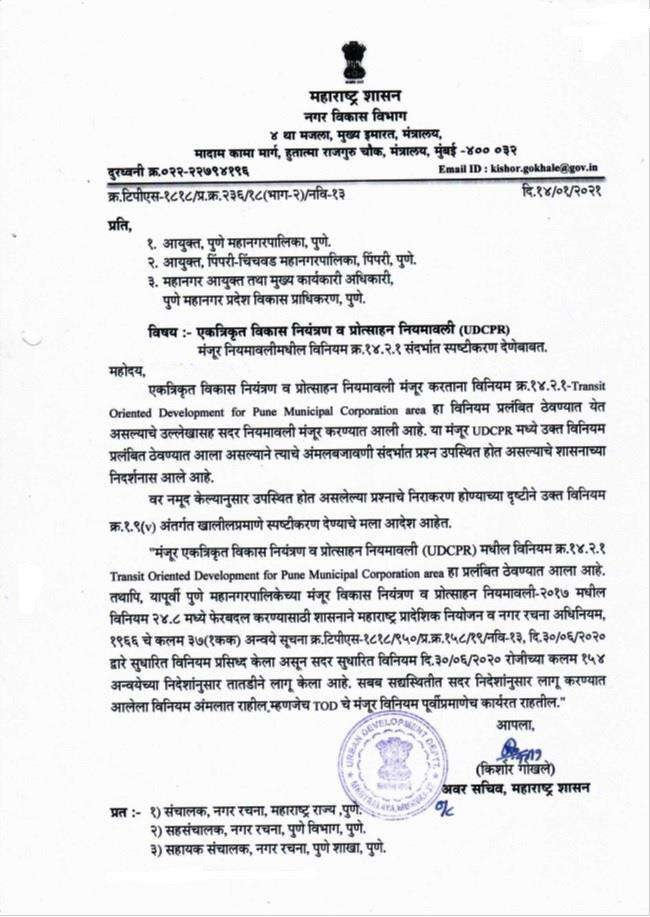 महाराष्ट्र शासन
नगर विकास विभाग
४ था मजला, मुख्य इमारत, मंत्रालय,
मादाम कामा मार्ग, हुतात्मा राजगुरु चौक, मंत्रालय, मुंबई -४०० ०३२
दुरध्वनी क्र.०२२-२२७९४११६ Email ID : kishor.gokhale@gov.in
क्र.टिपीएस-१८१८/प्र.क्र.२३६/१८(भाग-२)/नवि-१३ दि.१४/०१/२०२१
प्रति,
१. आयुक्त, पुणे महानगरपालिका, पुणे.
२. आयुक्त, पिंपरी-चिंचवड महानगरपालिका, पिंपरी, पुणे.
३. महानगर आयुक्त तथा मुख्य कार्यकारी अधिकारी,
पुणे महानगर प्रदेश विकास प्राधिकरण, पुणे.
विषय :- एकत्रिकृत विकास नियंत्रण व प्रोत्साहन नियमावली (UDCPR)
मंजूर नियमावलीमधील विनियम क्र.१४.२.१ संदर्भात स्पष्टीकरण देणेबाबत.
महोदय,
एकत्रिकृत विकास नियंत्रण व प्रोत्साहन नियमावली मंजूर करताना विनियम क्र.१४.२.१-Transit
Oriented Development for Pune Municipal Corporation area हा विनियम प्रलंबित ठेवण्यात येत
असल्याचे उल्लेखासह सदर नियमावली मंजूर करण्यात आली आहे. या मंजूर UDCPR मध्ये उक्त विनियम
प्रलंबित ठेवण्यात आला असल्याने त्याचे अंमलबजावणी संदर्भात प्रश्न उपस्थित होत असल्याचे शासनाच्या
निदर्शनास आले आहे.
वर नमूद केल्यानुसार उपस्थित होत असलेल्या प्रश्नाचे निराकरण होण्याच्या दृष्टीने उक्त विनियम
क्र.१.९(v) अंतर्गत खालीलप्रमाणे स्पष्टीकरण देण्याचे मला आदेश आहेत.
"मंजूर एकत्रिकृत विकास नियंत्रण व प्रोत्साहन नियमावली (UDCPR) मधील विनियम क्र.१४.२.१
Transit Oriented Development for Pune Municipal Corporation area हा प्रलंबित ठेवण्यात आला आहे.
तथापि, यापूर्वी पुणे महानगरपालिकेच्या मंजूर विकास नियंत्रण व प्रोत्साहन नियमावली-२०१७ मधील
विनियम २४.८ मध्ये फेरबदल करण्यासाठी शासनाने महाराष्ट्र प्रादेशिक नियोजन व नगर रचना अधिनियम,
१९६६ चे कलम ३७(१कक) अन्वये सूचना क्र.टिपीएस-१८१८/९५०/प्र.क्र.१५८/१९/नवि-१३, दि.३०/०६/२०२०
द्वारे सुधारित विनियम प्रसिध्द केला असून सदर सुधारित विनियम दि.३०/०६/२०२० रोजीच्या कलम १५४
अन्वयेच्या निदेशांनुसार तातडीने लागू केला आहे. सबब सद्यस्थितीत सदर निदेशांनुसार लागू करण्यात
आलेला विनियम अंमलात राहील, म्हणजेच TOD चे मंजूर विनियम पूर्वीप्रमाणेच कार्यरत राहतील."
आपला,
(किशोर गोखले)
अवर सचिव, महाराष्ट्र शासन
URBAN DEVELOPMENT DEPTT.
प्रत :- १) संचालक, नगर रचना, महाराष्ट्र राज्य ,पुणे.
२) सहसंचालक, नगर रचना, पुणे विभाग, पुणे.
३) सहायक संचालक, नगर रचना, पुणे शाखा, पुणे.